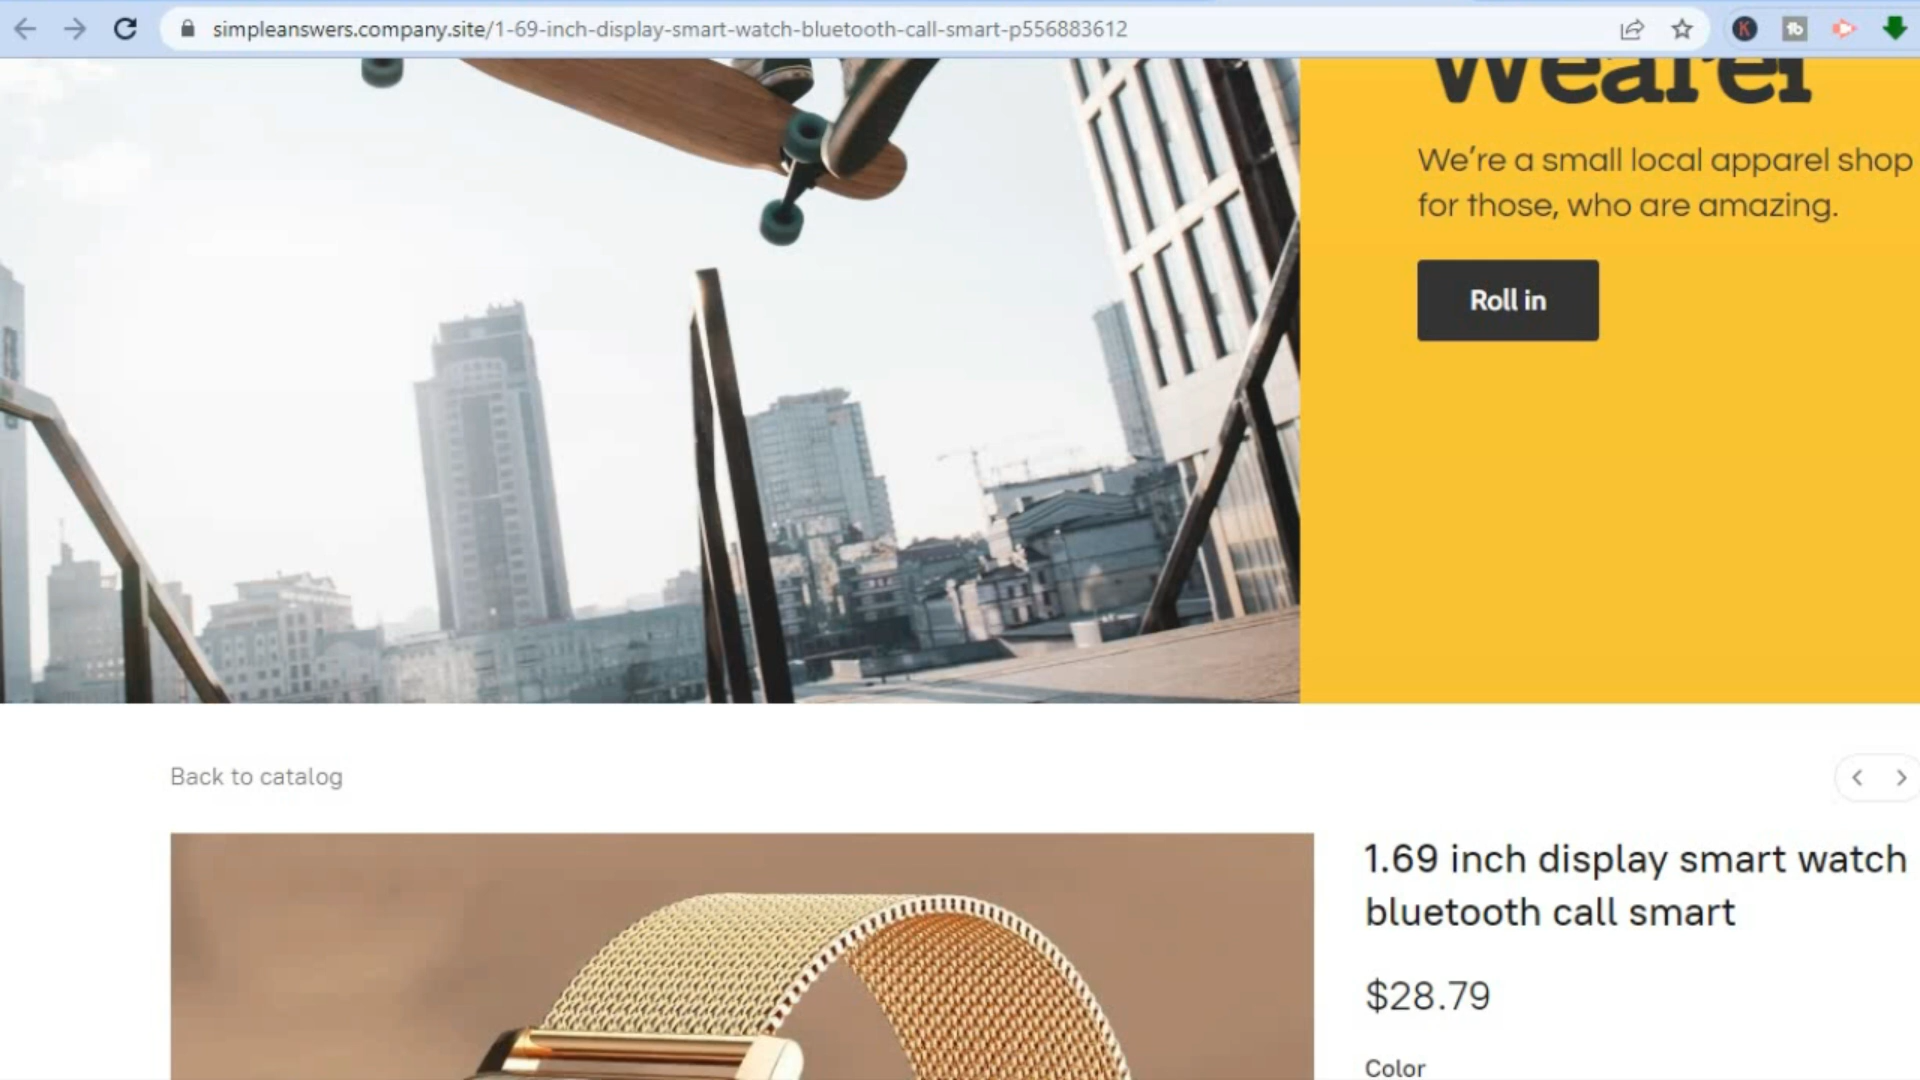 simpleanswers.company.site/1-69-inch-display-smart-watch-bluetooth-call-smart-p556883612
K
tb
We're a small local apparel shop
for those, who are amazing.
Roll in
Back to catalog
1.69 inch display smart watch
bluetooth call smart
$28.79
Color